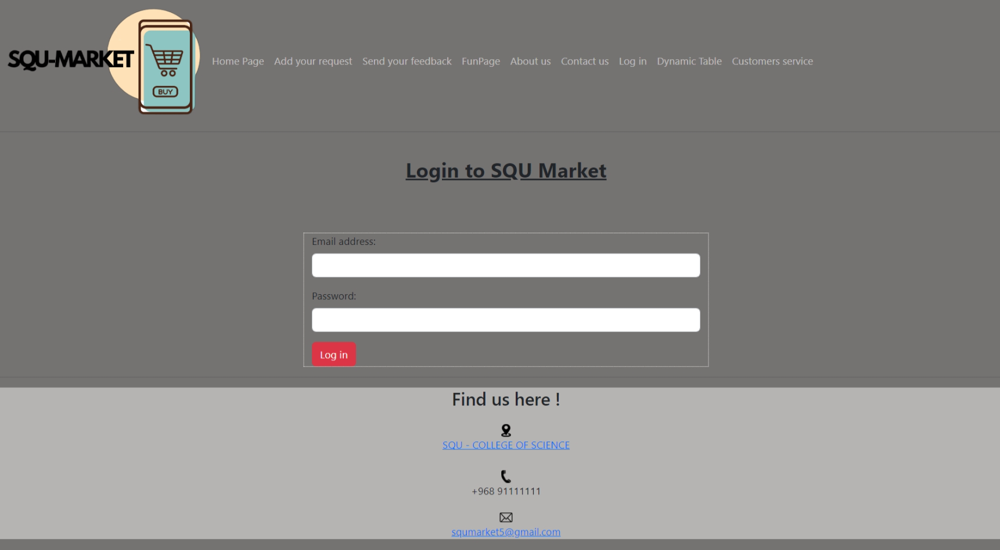 SQU-MARKET
BUY
Home Page Add your request Send your feedback FunPage About us Contact us Log in Dynamic Table Customers service
Login to SQU Market
Email address:
Password:
Log in
Find us here !
SQU - COLLEGE OF SCIENCE
+968 91111111
squmarket5@gmail.com